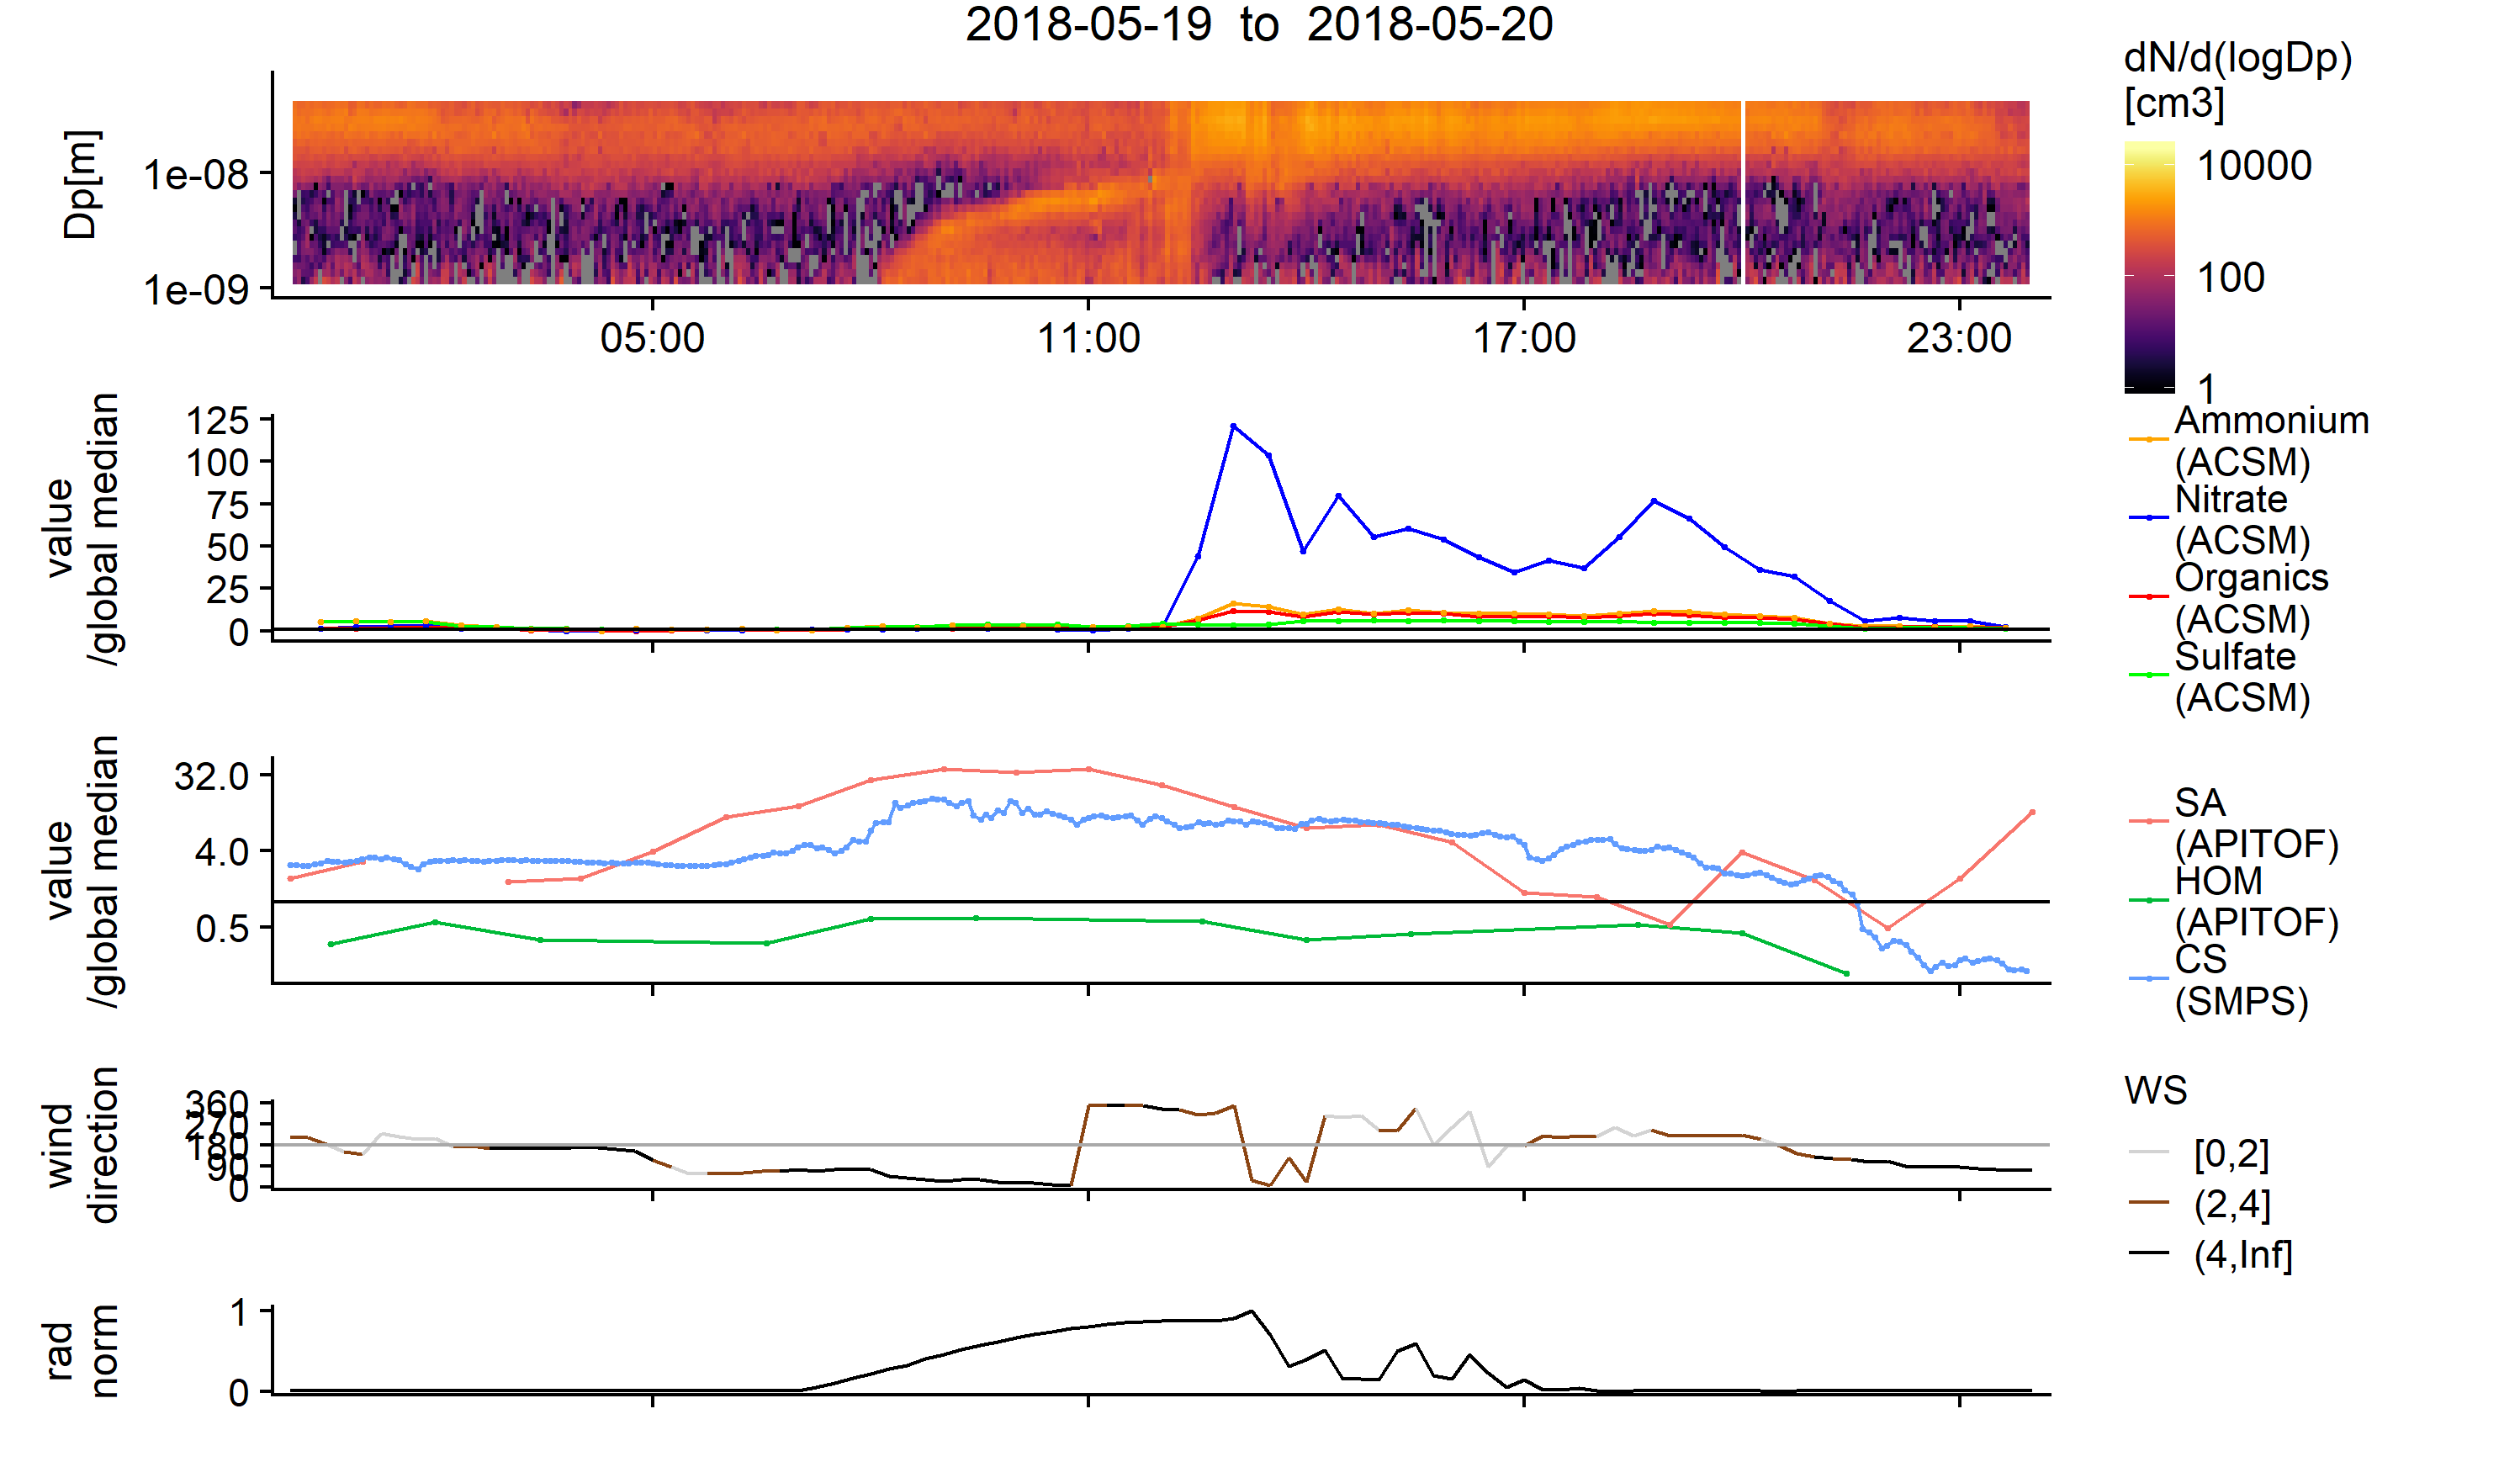 2018-05-19 to 2018-05-20
Dp[m]
1e-08
1e-09
05:00
11:00
17:00
23:00
dN/d(logDp)
[cm3]
10000
100
1
value
/global median
125
100
75
50
25
0
Ammonium
(ACSM)
Nitrate
(ACSM)
Organics
(ACSM)
Sulfate
(ACSM)
value
/global median
32.0
4.0
0.5
SA
(APITOF)
HOM
(APITOF)
CS
(SMPS)
wind
direction
360
270
180
90
0
WS
[0,2]
(2,4]
(4,Inf]
rad
norm
1
0